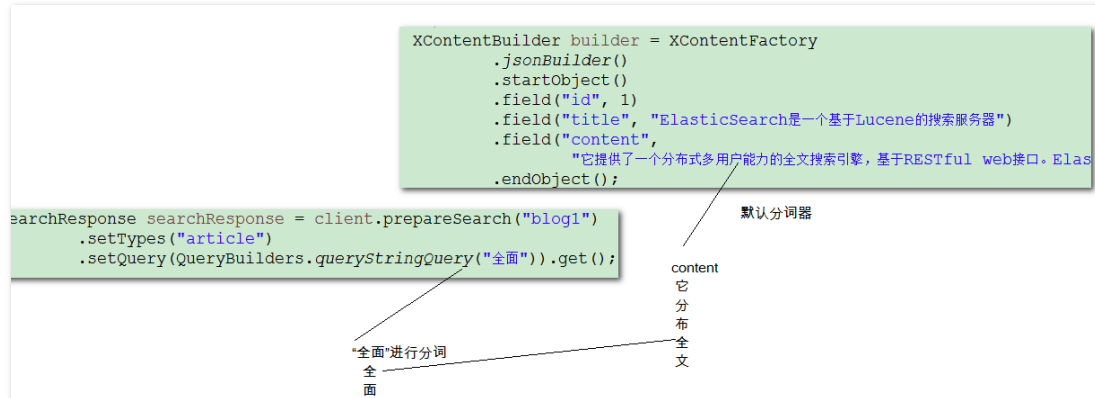 XContentBuilder builder = XContentFactory
.jsonBuilder()
.startObject()
.field("id", 1)
.field("title", "ElasticSearch是一个基于Lucene的搜索服务器")
.field("content",
"它提供了一个分布式多用户能力的全文搜索引擎，基于RESTful web接口。Elas
.endObject();
earchResponse searchResponse = client.prepareSearch("blog1")
.setTypes("article")
.setQuery(QueryBuilders.queryStringQuery("全面")).get();
默认分词器
content
它
分
布
全
文
“全面”进行分词
全
面